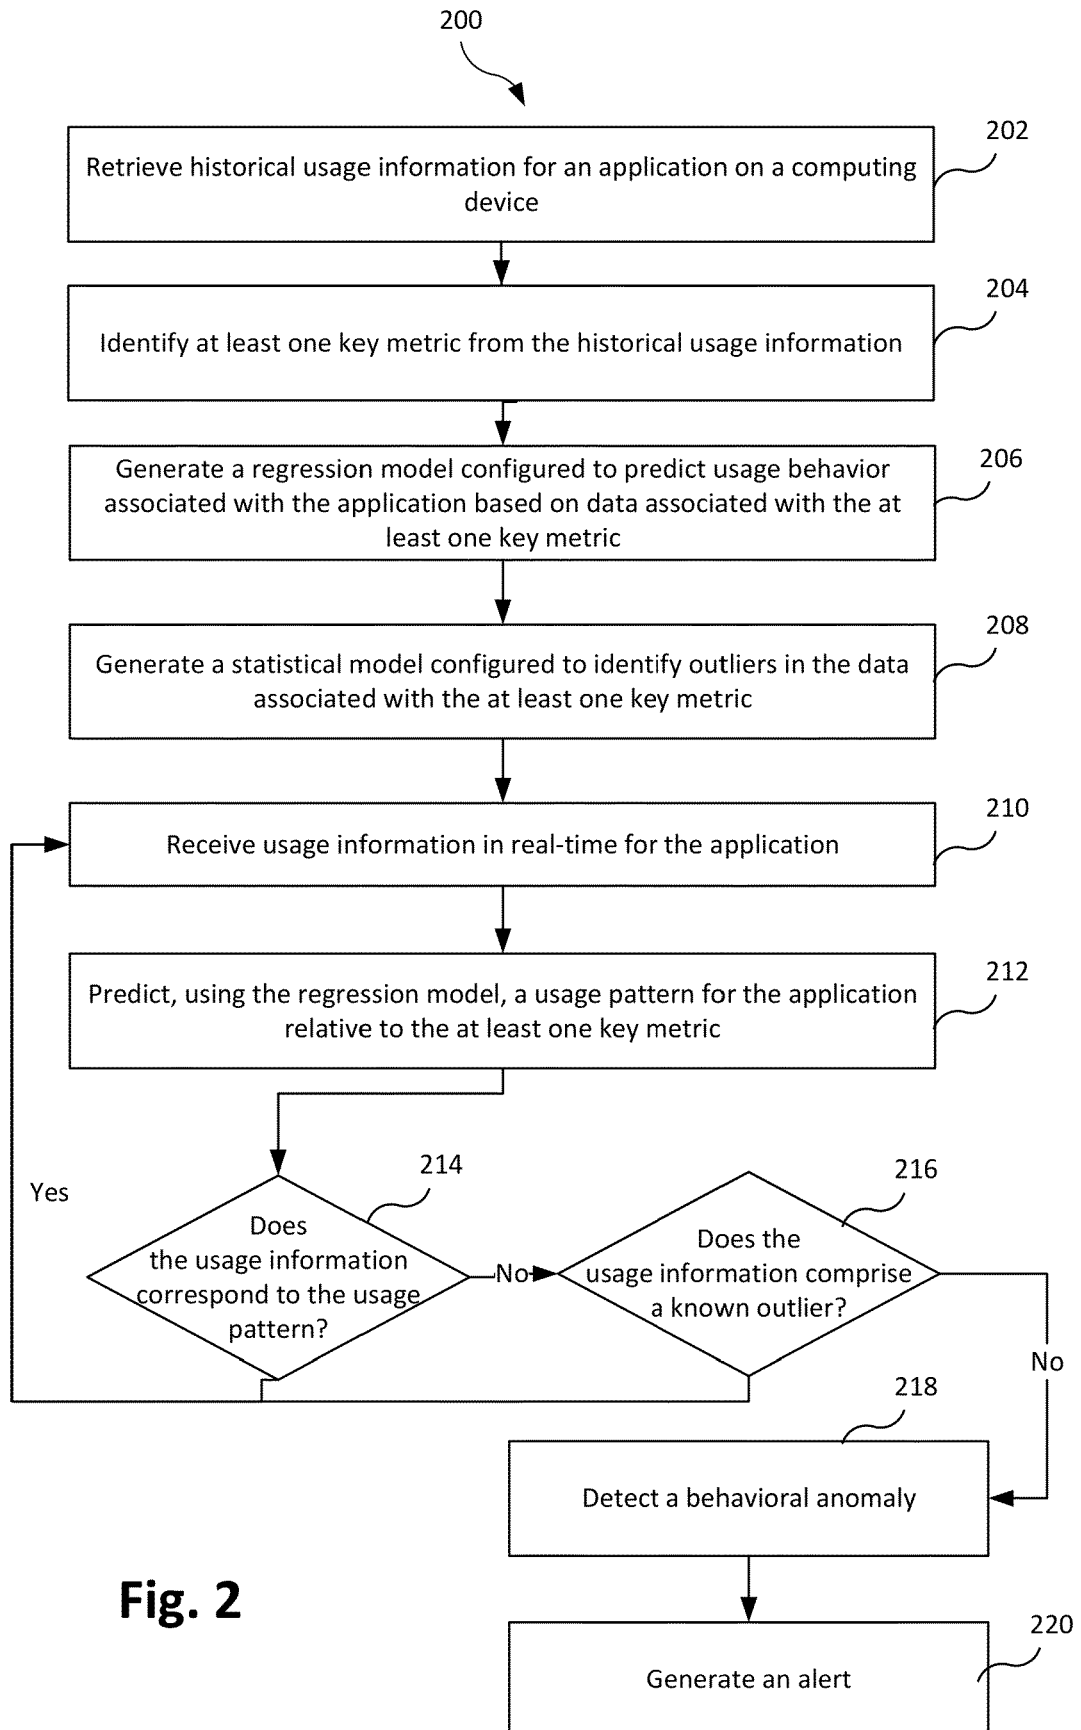 200
202
Retrieve historical usage information for an application on a computing
device
204
Identify at least one key metric from the historical usage information
206
Generate a regression model configured to predict usage behavior
associated with the application based on data associated with the at
least one key metric
208
Generate a statistical model configured to identify outliers in the data
associated with the at least one key metric
210
Receive usage information in real-time for the application
212
Predict, using the regression model, a usage pattern for the application
relative to the at least one key metric
214
216
Yes
Does
the usage information
correspond to the usage
pattern?
No
Does the
usage information comprise
a known outlier?
No
218
Detect a behavioral anomaly
Fig. 2
220
Generate an alert